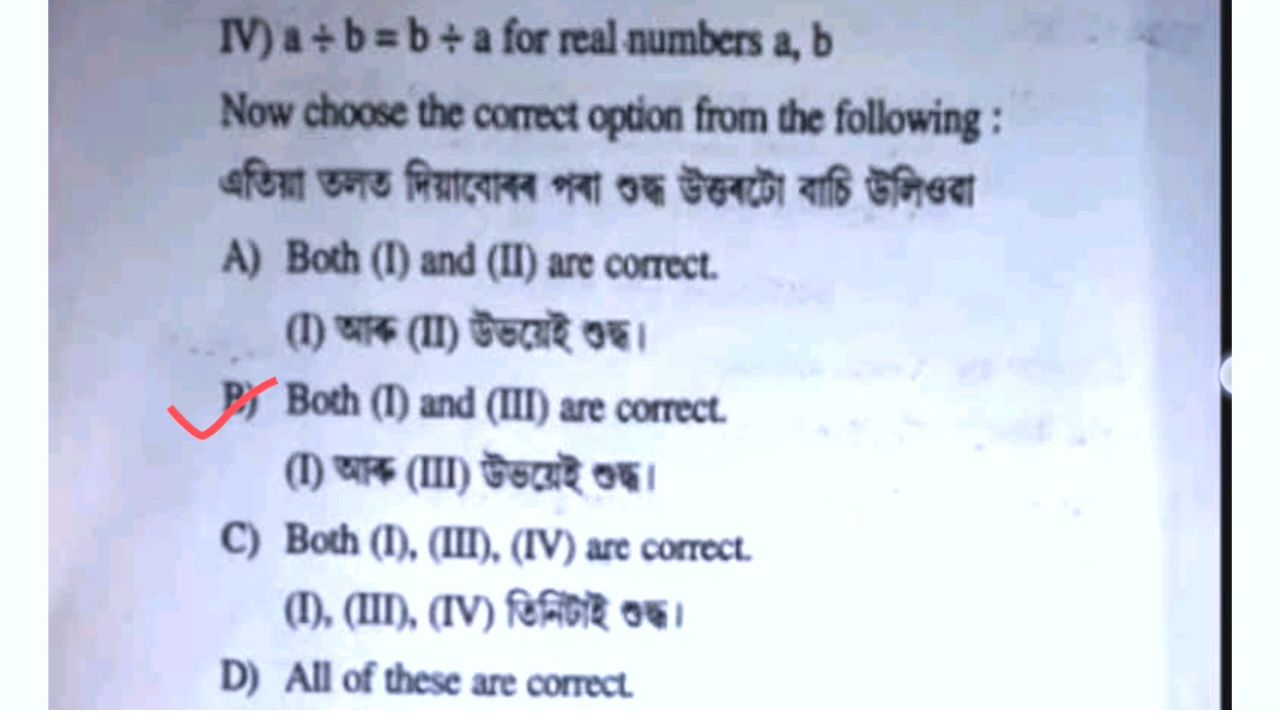 IV) a ÷ b = b ÷ a for real numbers a, b
Now choose the correct option from the following :
এতিয়া তলত দিয়াবোৰৰ পৰা শুদ্ধ উত্তৰটো বাচি উলিওৱা
A) Both (I) and (II) are correct.
(I) আৰু (II) উভয়েই শুদ্ধ।
B) Both (I) and (III) are correct.
(I) আৰু (III) উভয়েই শুদ্ধ।
C) Both (I), (III), (IV) are correct.
(I), (III), (IV) তিনিটাই শুদ্ধ।
D) All of these are correct.